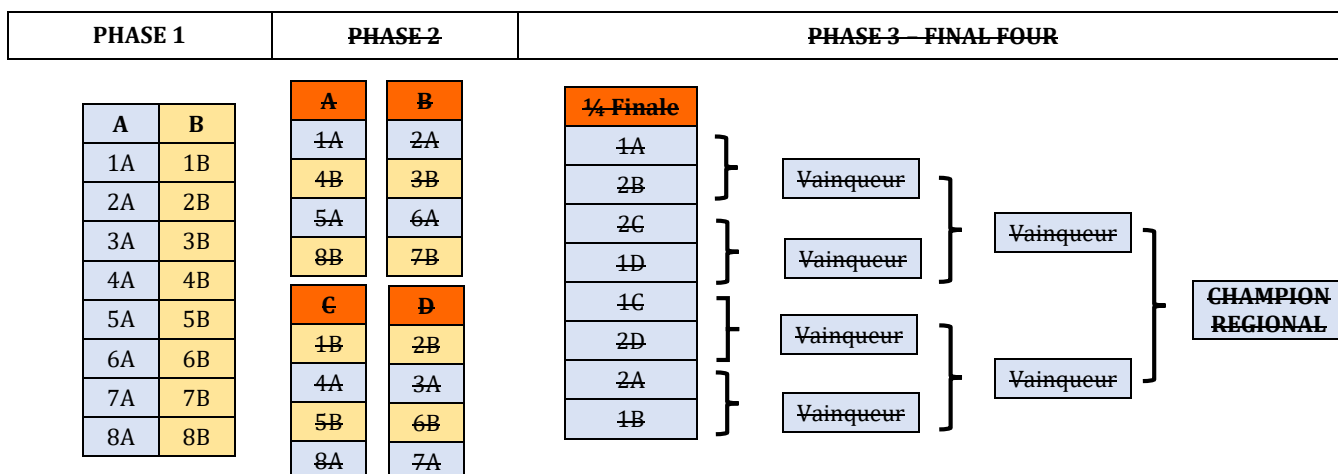 PHASE 1 PHASE 2 PHASE 3 – FINAL FOUR
A B
1A 1B
2A 2B
3A 3B
4A 4B
5A 5B
6A 6B
7A 7B
8A 8B
A B
1A 2A
4B 3B
5A 6A
8B 7B
C D
1B 2B
4A 3A
5B 6B
8A 7A
¼ Finale
1A
2B
2C
1D
1C
2D
2A
1B
Vainqueur
Vainqueur
Vainqueur
Vainqueur
Vainqueur
Vainqueur
CHAMPION
REGIONAL